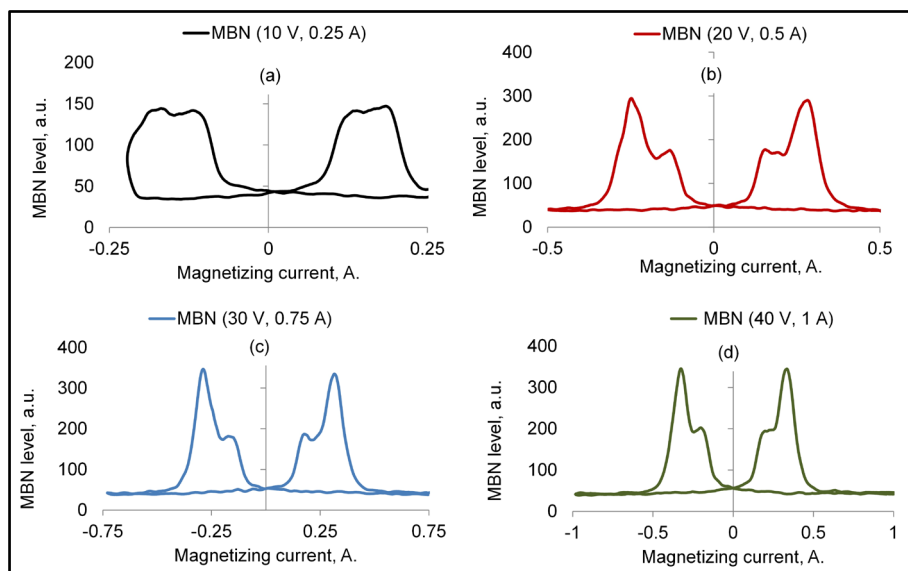 MBN (10 V, 0.25 A)
(a)
200
150
100
50
0
MBN level, a.u.
-0.25
0
0.25
Magnetizing current, A.
MBN (20 V, 0.5 A)
(b)
400
300
200
100
0
MBN level, a.u.
-0.5
0
0.5
Magnetizing current, A.
MBN (30 V, 0.75 A)
(c)
400
300
200
100
0
MBN level, a.u.
-0.75
-0.25
0.25
0.75
Magnetizing current, A.
MBN (40 V, 1 A)
(d)
400
300
200
100
0
MBN level, a.u.
-1
-0.5
0
0.5
1
Magnetizing current, A.